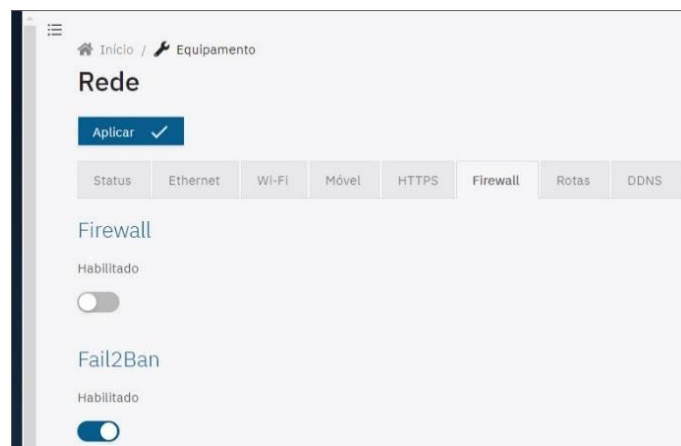 Início / Equipamento
Rede
Aplicar
Status Ethernet Wi-Fi Móvel HTTPS Firewall Rotas DDNS
Firewall
Habilitado
Fail2Ban
Habilitado